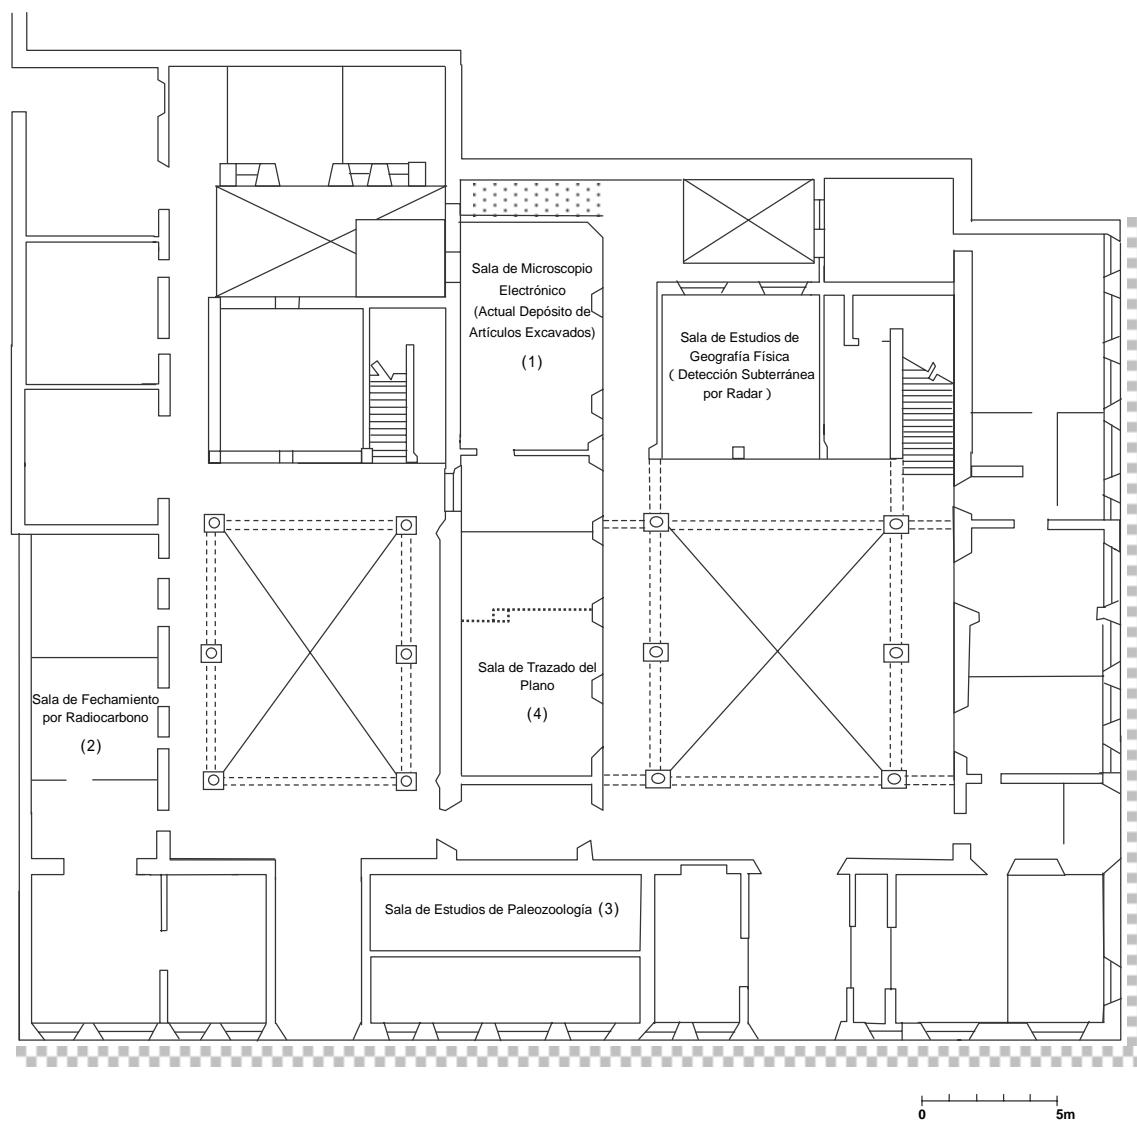 Sala de Microscopio
Electrónico
(Actual Depósito de
Artículos Excavados)
(1)
Sala de Estudios de
Geografía Física
( Detección Subterránea
por Radar )
Sala de Trazado del
Plano
(4)
Sala de Fechamiento
por Radiocarbono
(2)
Sala de Estudios de Paleozoología (3)
0 5m